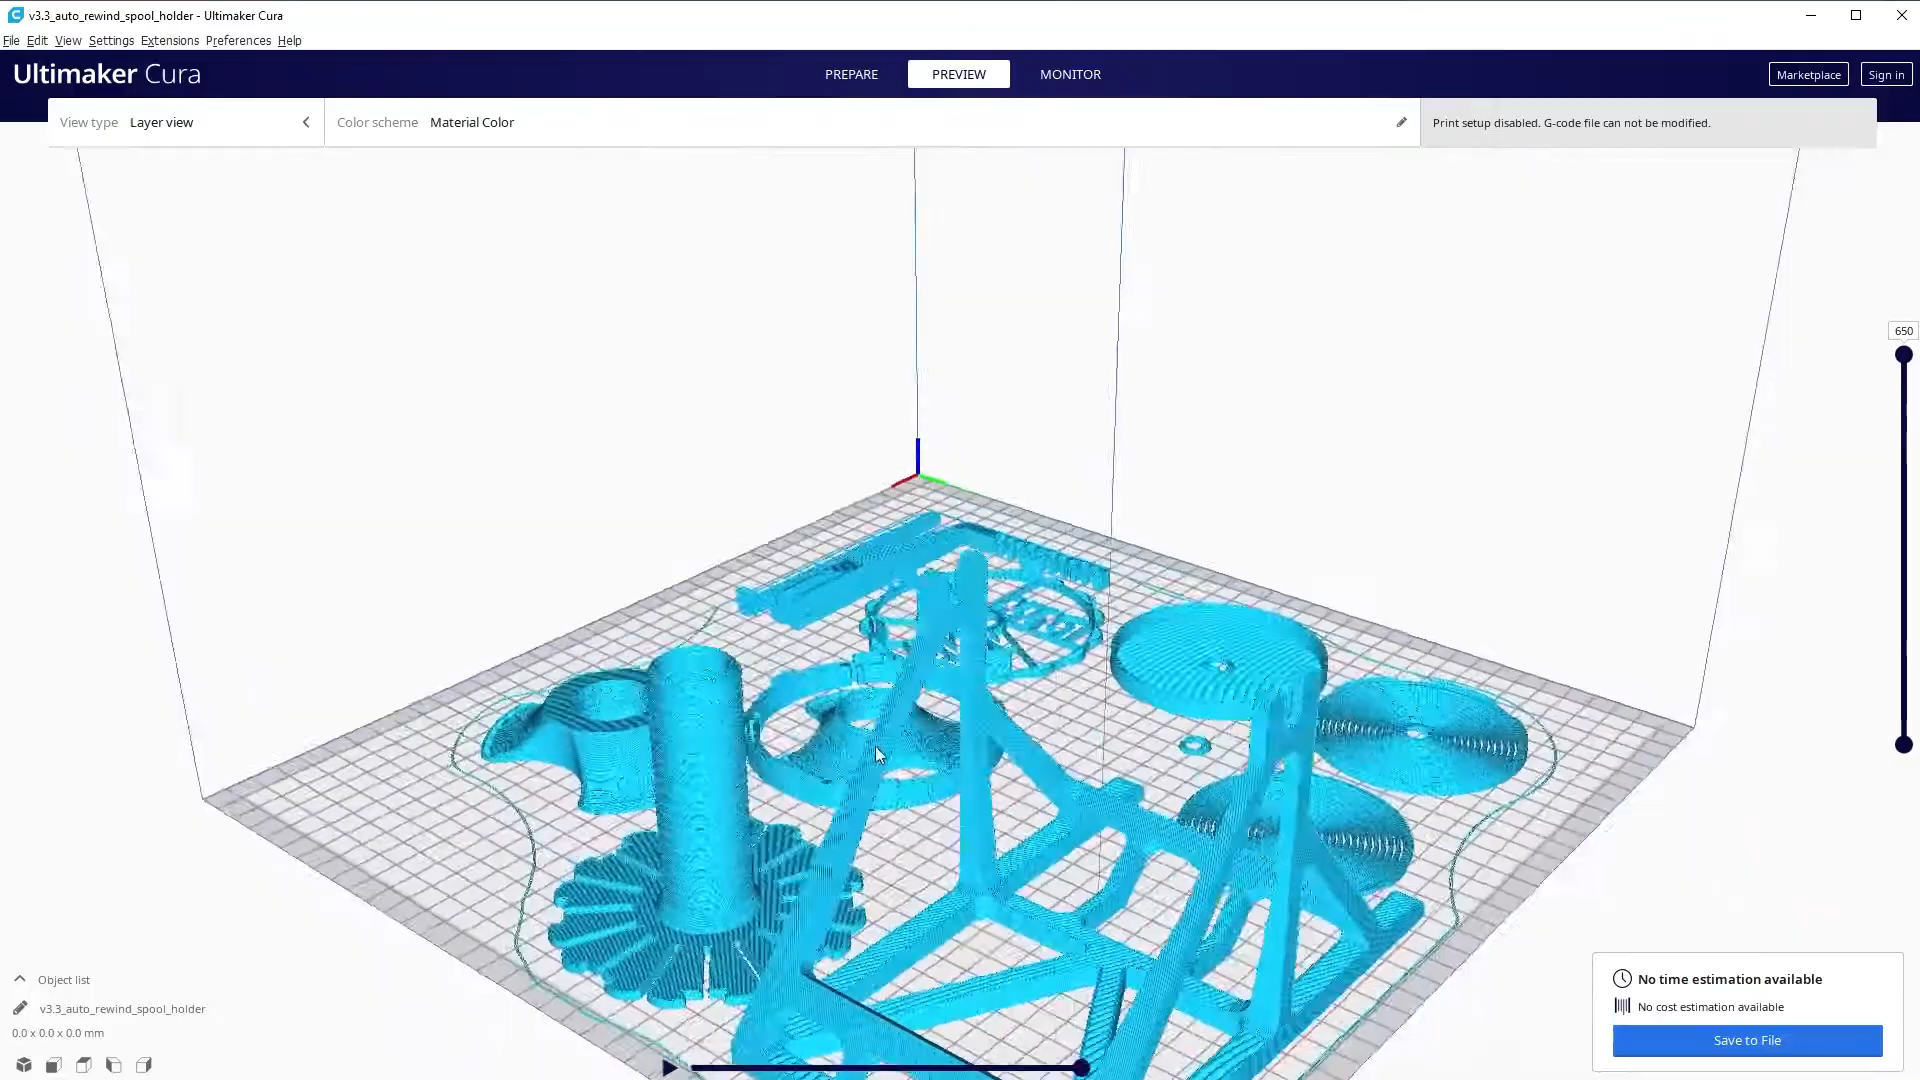 v3.3_auto_rewind_spool_holder - Ultimaker Cura
File Edit View Settings Extensions Preferences Help
Ultimaker Cura
PREPARE
PREVIEW
MONITOR
Marketplace
Sign in
View type Layer view
Color scheme Material Color
Print setup disabled. G-code file can not be modified.
650
Object list
v3.3_auto_rewind_spool_holder
0.0 x 0.0 x 0.0 mm
No time estimation available
No cost estimation available
Save to File